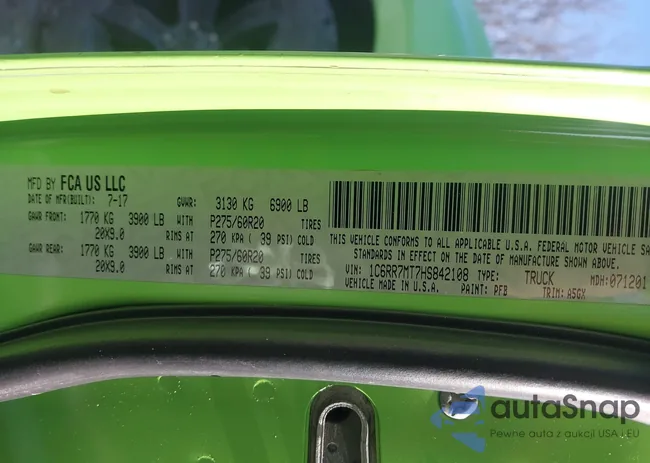 MFD BY FCA US LLC
DATE OF MFR(BUILT): 7-17 GVWR: 3130 KG 6900 LB
GAWR FRONT: 1770 KG 3900 LB WITH P275/60R20 TIRES
20X9.0 RIMS AT 270 KPA ( 39 PSI) COLD
GAWR REAR: 1770 KG 3900 LB WITH P275/60R20 TIRES
20X9.0 RIMS AT 270 KPA ( 39 PSI) COLD
THIS VEHICLE CONFORMS TO ALL APPLICABLE U.S.A. FEDERAL MOTOR VEHICLE SA
STANDARDS IN EFFECT ON THE DATE OF MANUFACTURE SHOWN ABOVE.
VIN: 1C6RR7MT7HS842108 TYPE: TRUCK MDH:071201
VEHICLE MADE IN U.S.A. PAINT: PFB TRIM: A5GX
autaSnap
Pewne auta z aukcji USA i EU